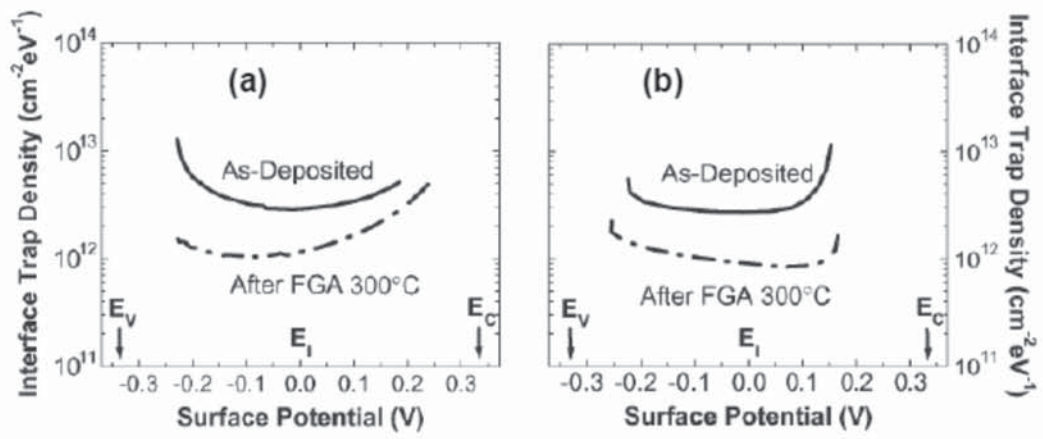 Interface Trap Density (cm⁻²eV⁻¹)
10¹⁴
10¹³
10¹²
10¹¹
(a)
As-Deposited
After FGA 300°C
E_V
E_I
E_C
-0.3 -0.2 -0.1 0.0 0.1 0.2 0.3
Surface Potential (V)
(b)
As-Deposited
After FGA 300°C
E_V
E_I
E_C
-0.3 -0.2 -0.1 0.0 0.1 0.2 0.3
Surface Potential (V)
10¹⁴
10¹³
10¹²
10¹¹
Interface Trap Density (cm⁻²eV⁻¹)